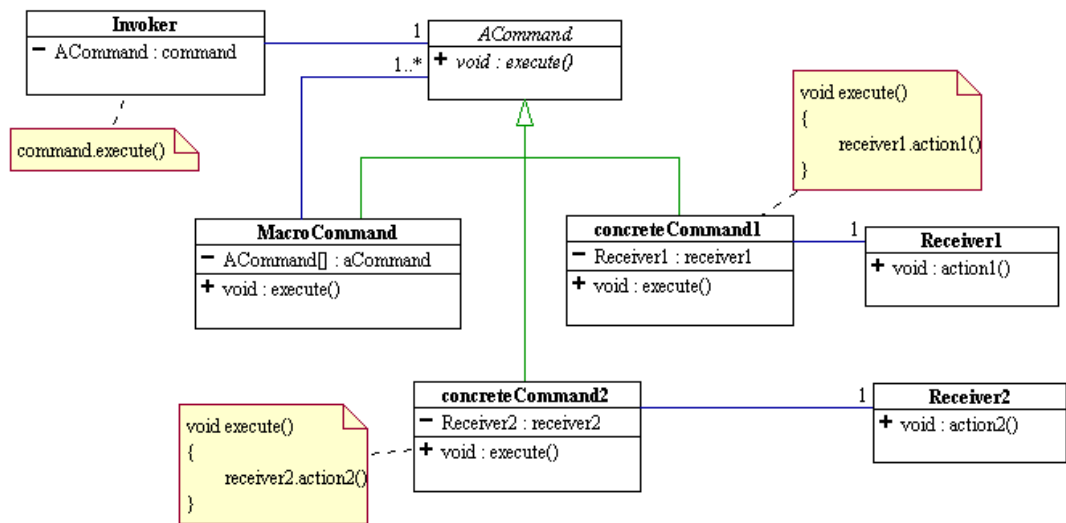 Invoker
− ACommand : command
1
ACommand
+ void : execute()
1..*
command.execute()
void execute()
{
receiver1.action1()
}
MacroCommand
− ACommand[] : aCommand
+ void : execute()
concreteCommand1
− Receiver1 : receiver1
+ void : execute()
1
Receiver1
+ void : action1()
void execute()
{
receiver2.action2()
}
concreteCommand2
− Receiver2 : receiver2
+ void : execute()
1
Receiver2
+ void : action2()